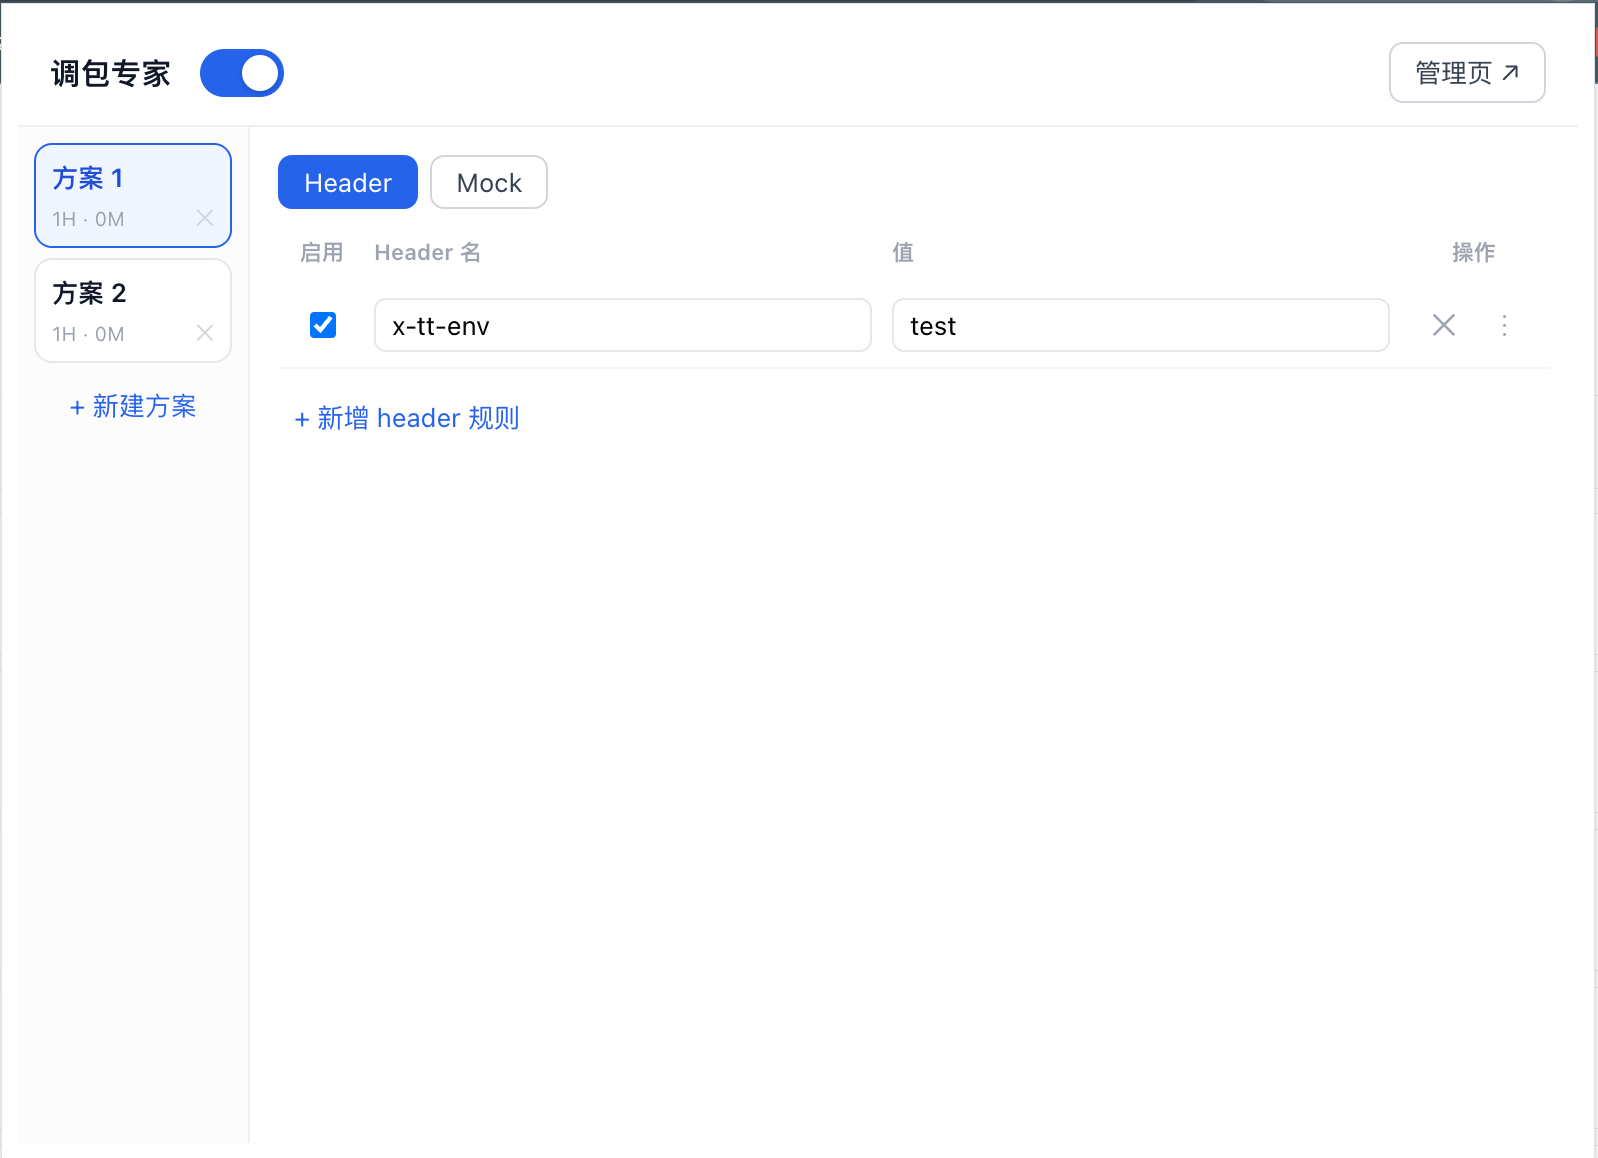 调包专家
管理页 ↗
方案 1
1H · 0M
方案 2
1H · 0M
+ 新建方案
Header Mock
启用 Header 名 值 操作
x-tt-env test
+ 新增 header 规则